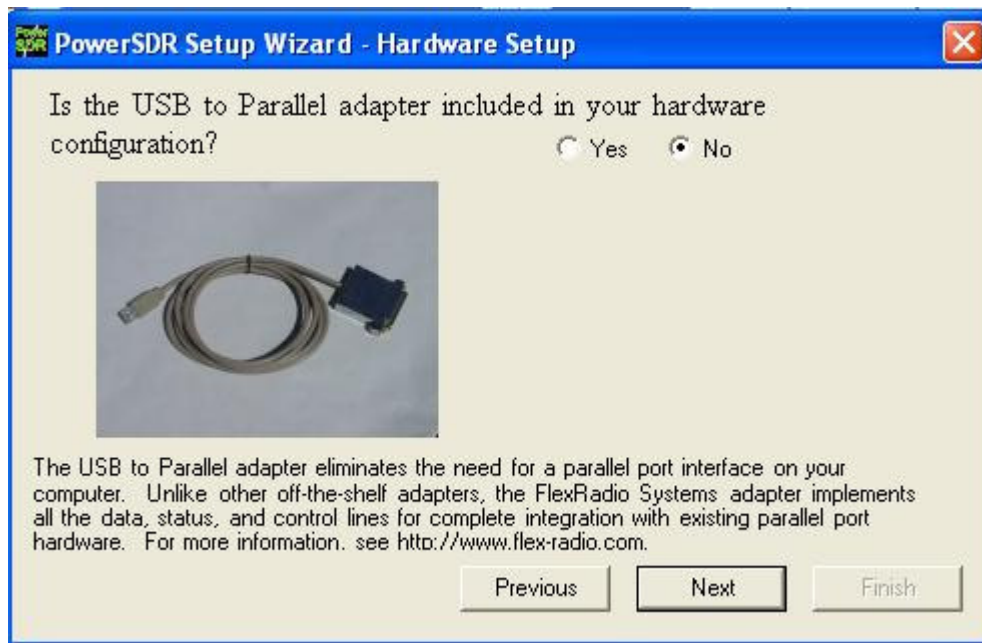 Power SDR
PowerSDR Setup Wizard - Hardware Setup
Is the USB to Parallel adapter included in your hardware
configuration?
Yes No
The USB to Parallel adapter eliminates the need for a parallel port interface on your
computer. Unlike other off-the-shelf adapters, the FlexRadio Systems adapter implements
all the data, status, and control lines for complete integration with existing parallel port
hardware. For more information, see http://www.flex-radio.com.
Previous Next Finish